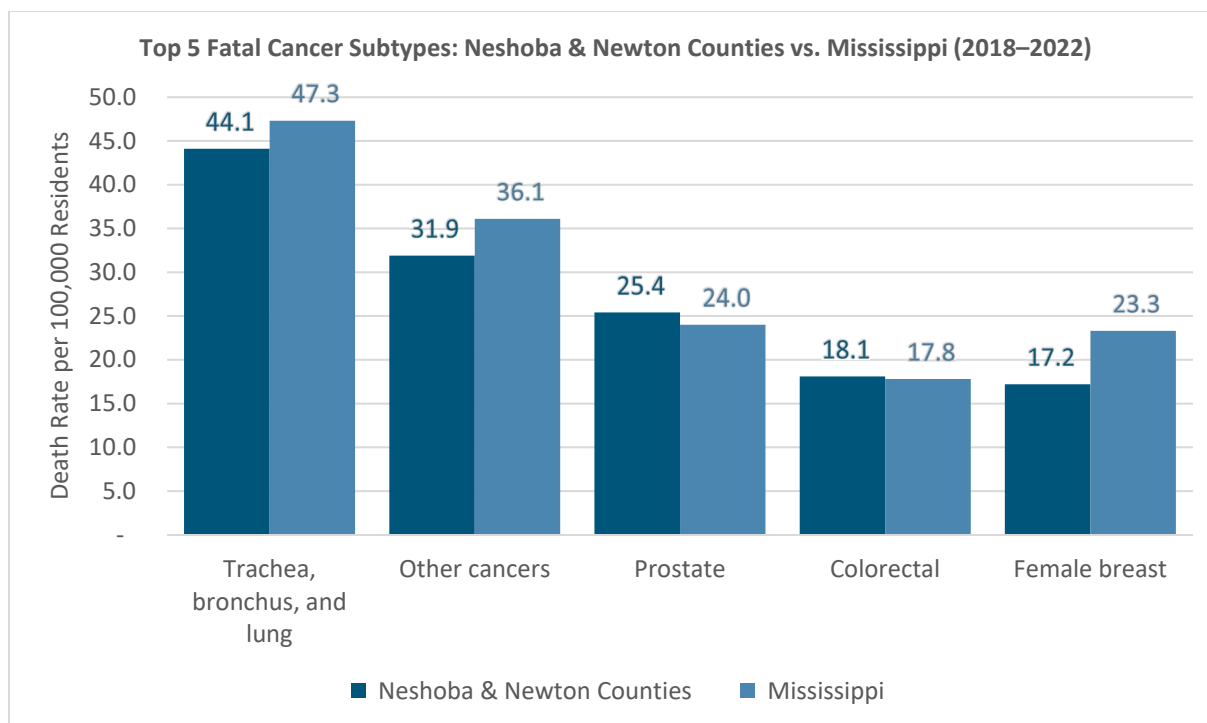 Top 5 Fatal Cancer Subtypes: Neshoba & Newton Counties vs. Mississippi (2018–2022)
Death Rate per 100,000 Residents
50.0
45.0
40.0
35.0
30.0
25.0
20.0
15.0
10.0
5.0
-
44.1
47.3
31.9
36.1
25.4
24.0
18.1
17.8
17.2
23.3
Trachea,
bronchus, and
lung
Other cancers
Prostate
Colorectal
Female breast
Neshoba & Newton Counties
Mississippi